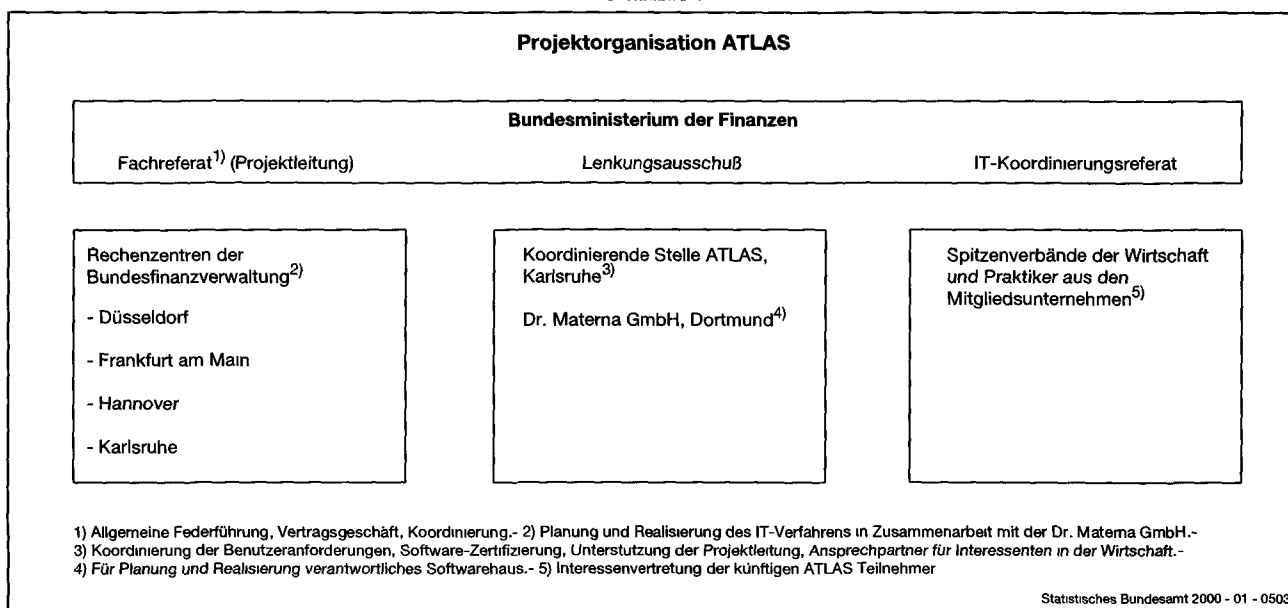 Projektorganisation ATLAS
Bundesministerium der Finanzen
Fachreferat1) (Projektleitung) Lenkungsausschuß IT-Koordinierungsreferat
Rechenzentren der
Bundesfinanzverwaltung2)
- Düsseldorf
- Frankfurt am Main
- Hannover
- Karlsruhe
Koordinierende Stelle ATLAS,
Karlsruhe3)
Dr. Materna GmbH, Dortmund4)
Spitzenverbände der Wirtschaft
und Praktiker aus den
Mitgliedsunternehmen5)
1) Allgemeine Federführung, Vertragsgeschäft, Koordinierung.- 2) Planung und Realisierung des IT-Verfahrens in Zusammenarbeit mit der Dr. Materna GmbH.-
3) Koordinierung der Benutzeranforderungen, Software-Zertifizierung, Unterstutzung der Projektleitung, Ansprechpartner für Interessenten in der Wirtschaft.-
4) Für Planung und Realisierung verantwortliches Softwarehaus.- 5) Interessenvertretung der künftigen ATLAS Teilnehmer
Statistisches Bundesamt 2000 - 01 - 0503